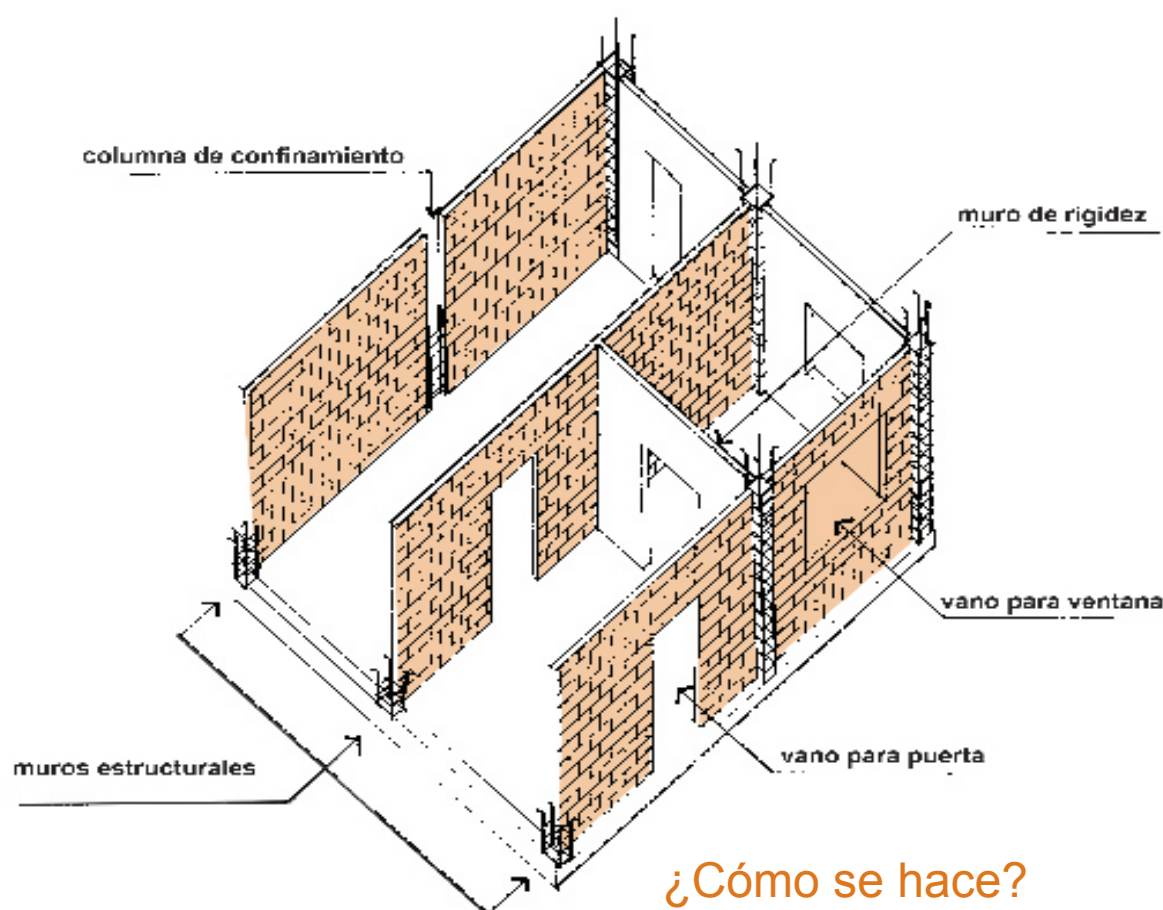 columna de confinamiento
muro de rigidez
vano para ventana
vano para puerta
muros estructurales
¿Cómo se hace?